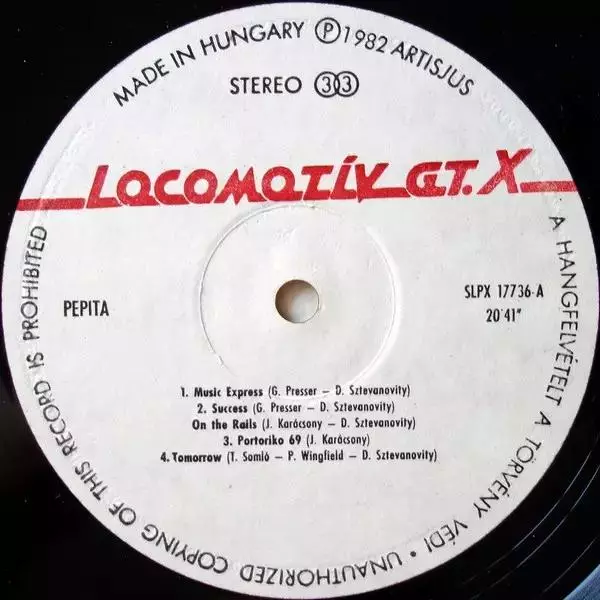 MADE IN HUNGARY Ⓟ 1982 ARTISJUS
STEREO 33
LOCOMOTÍV GT. X
PEPITA
SLPX 17736-A
20'41"
1. Music Express (G. Presser – D. Sztevanovity)
2. Success (G. Presser – D. Sztevanovity)
On the Rails (J. Karácsony – D. Sztevanovity)
3. Portoriko 69 (J. Karácsony)
4. Tomorrow (T. Somló – P. Wingfield – D. Sztevanovity)
A HANGFELVÉTELT A TÖRVÉNY VÉDI • UNAUTHORIZED COPYING OF THIS RECORD IS PROHIBITED